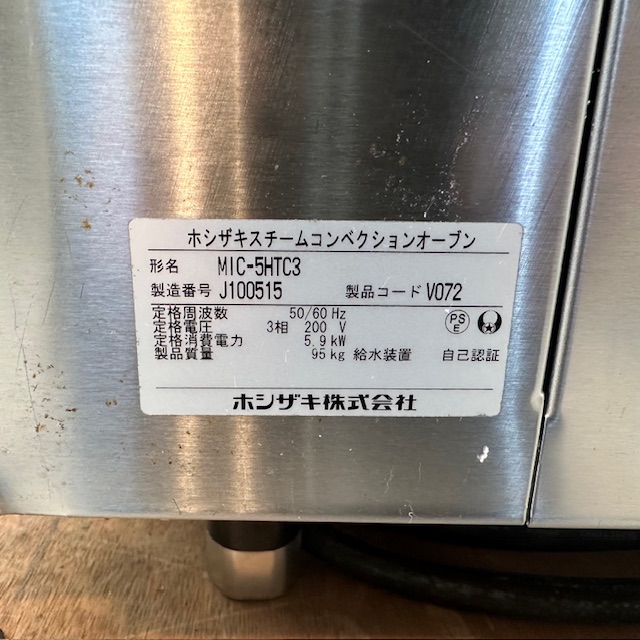 ホシザキスチームコンベクションオーブン
形名 MIC-5HTC3
製造番号 J100515 製品コード V072
定格周波数 50/60 Hz
定格電圧 3相 200 V
定格消費電力 5.9 kW
製品質量 95 kg 給水装置 自己認証
PS
E
ホシザキ株式会社